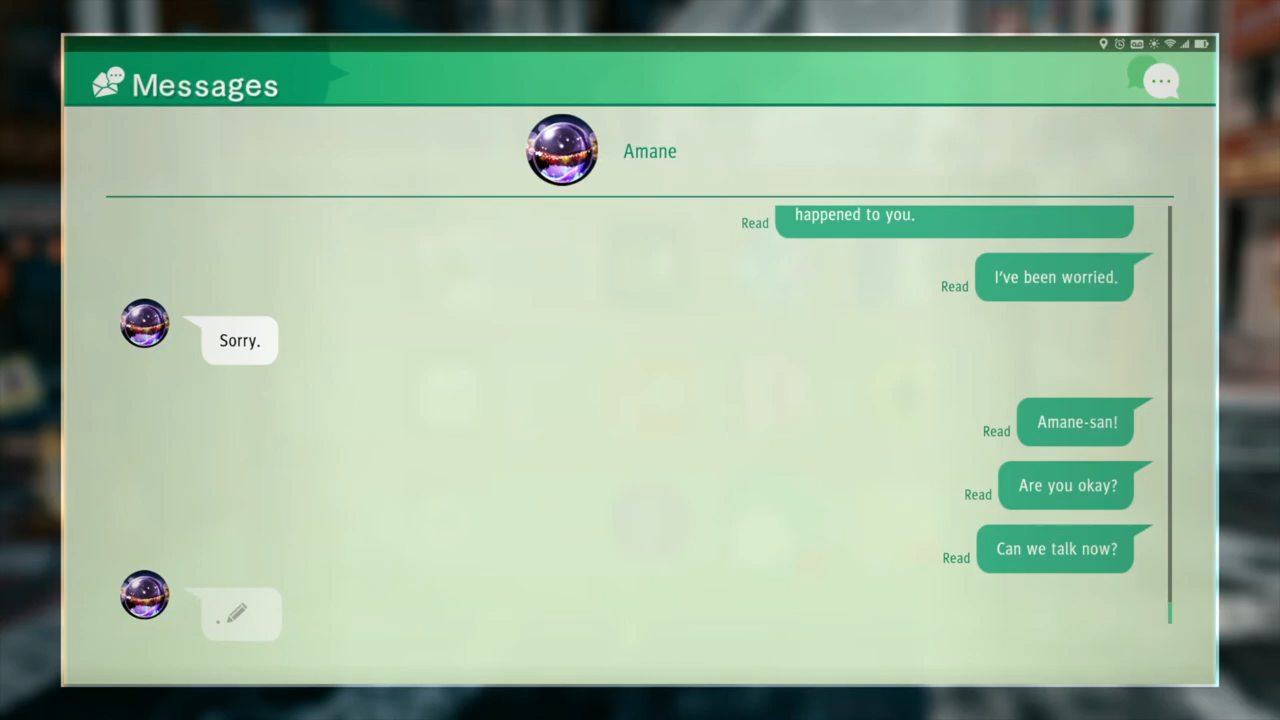 Messages
Amane
happened to you.
Read
I've been worried.
Read
Sorry.
Amane-san!
Read
Are you okay?
Read
Can we talk now?
Read